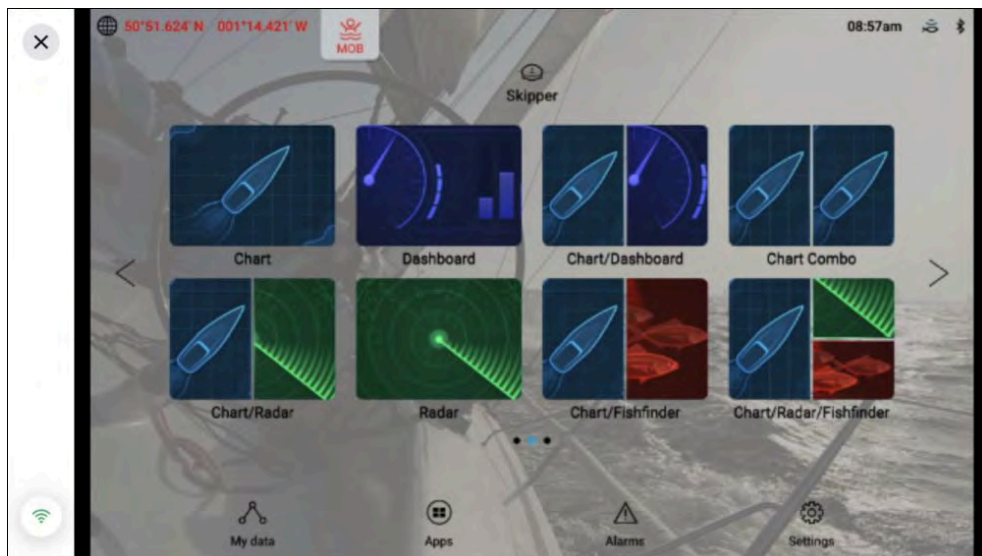 50°51.624' N 001°14.421' W
MOB
08:57am
Skipper
Chart
Dashboard
Chart/Dashboard
Chart Combo
Chart/Radar
Radar
Chart/Fishfinder
Chart/Radar/Fishfinder
My data
Apps
Alarms
Settings